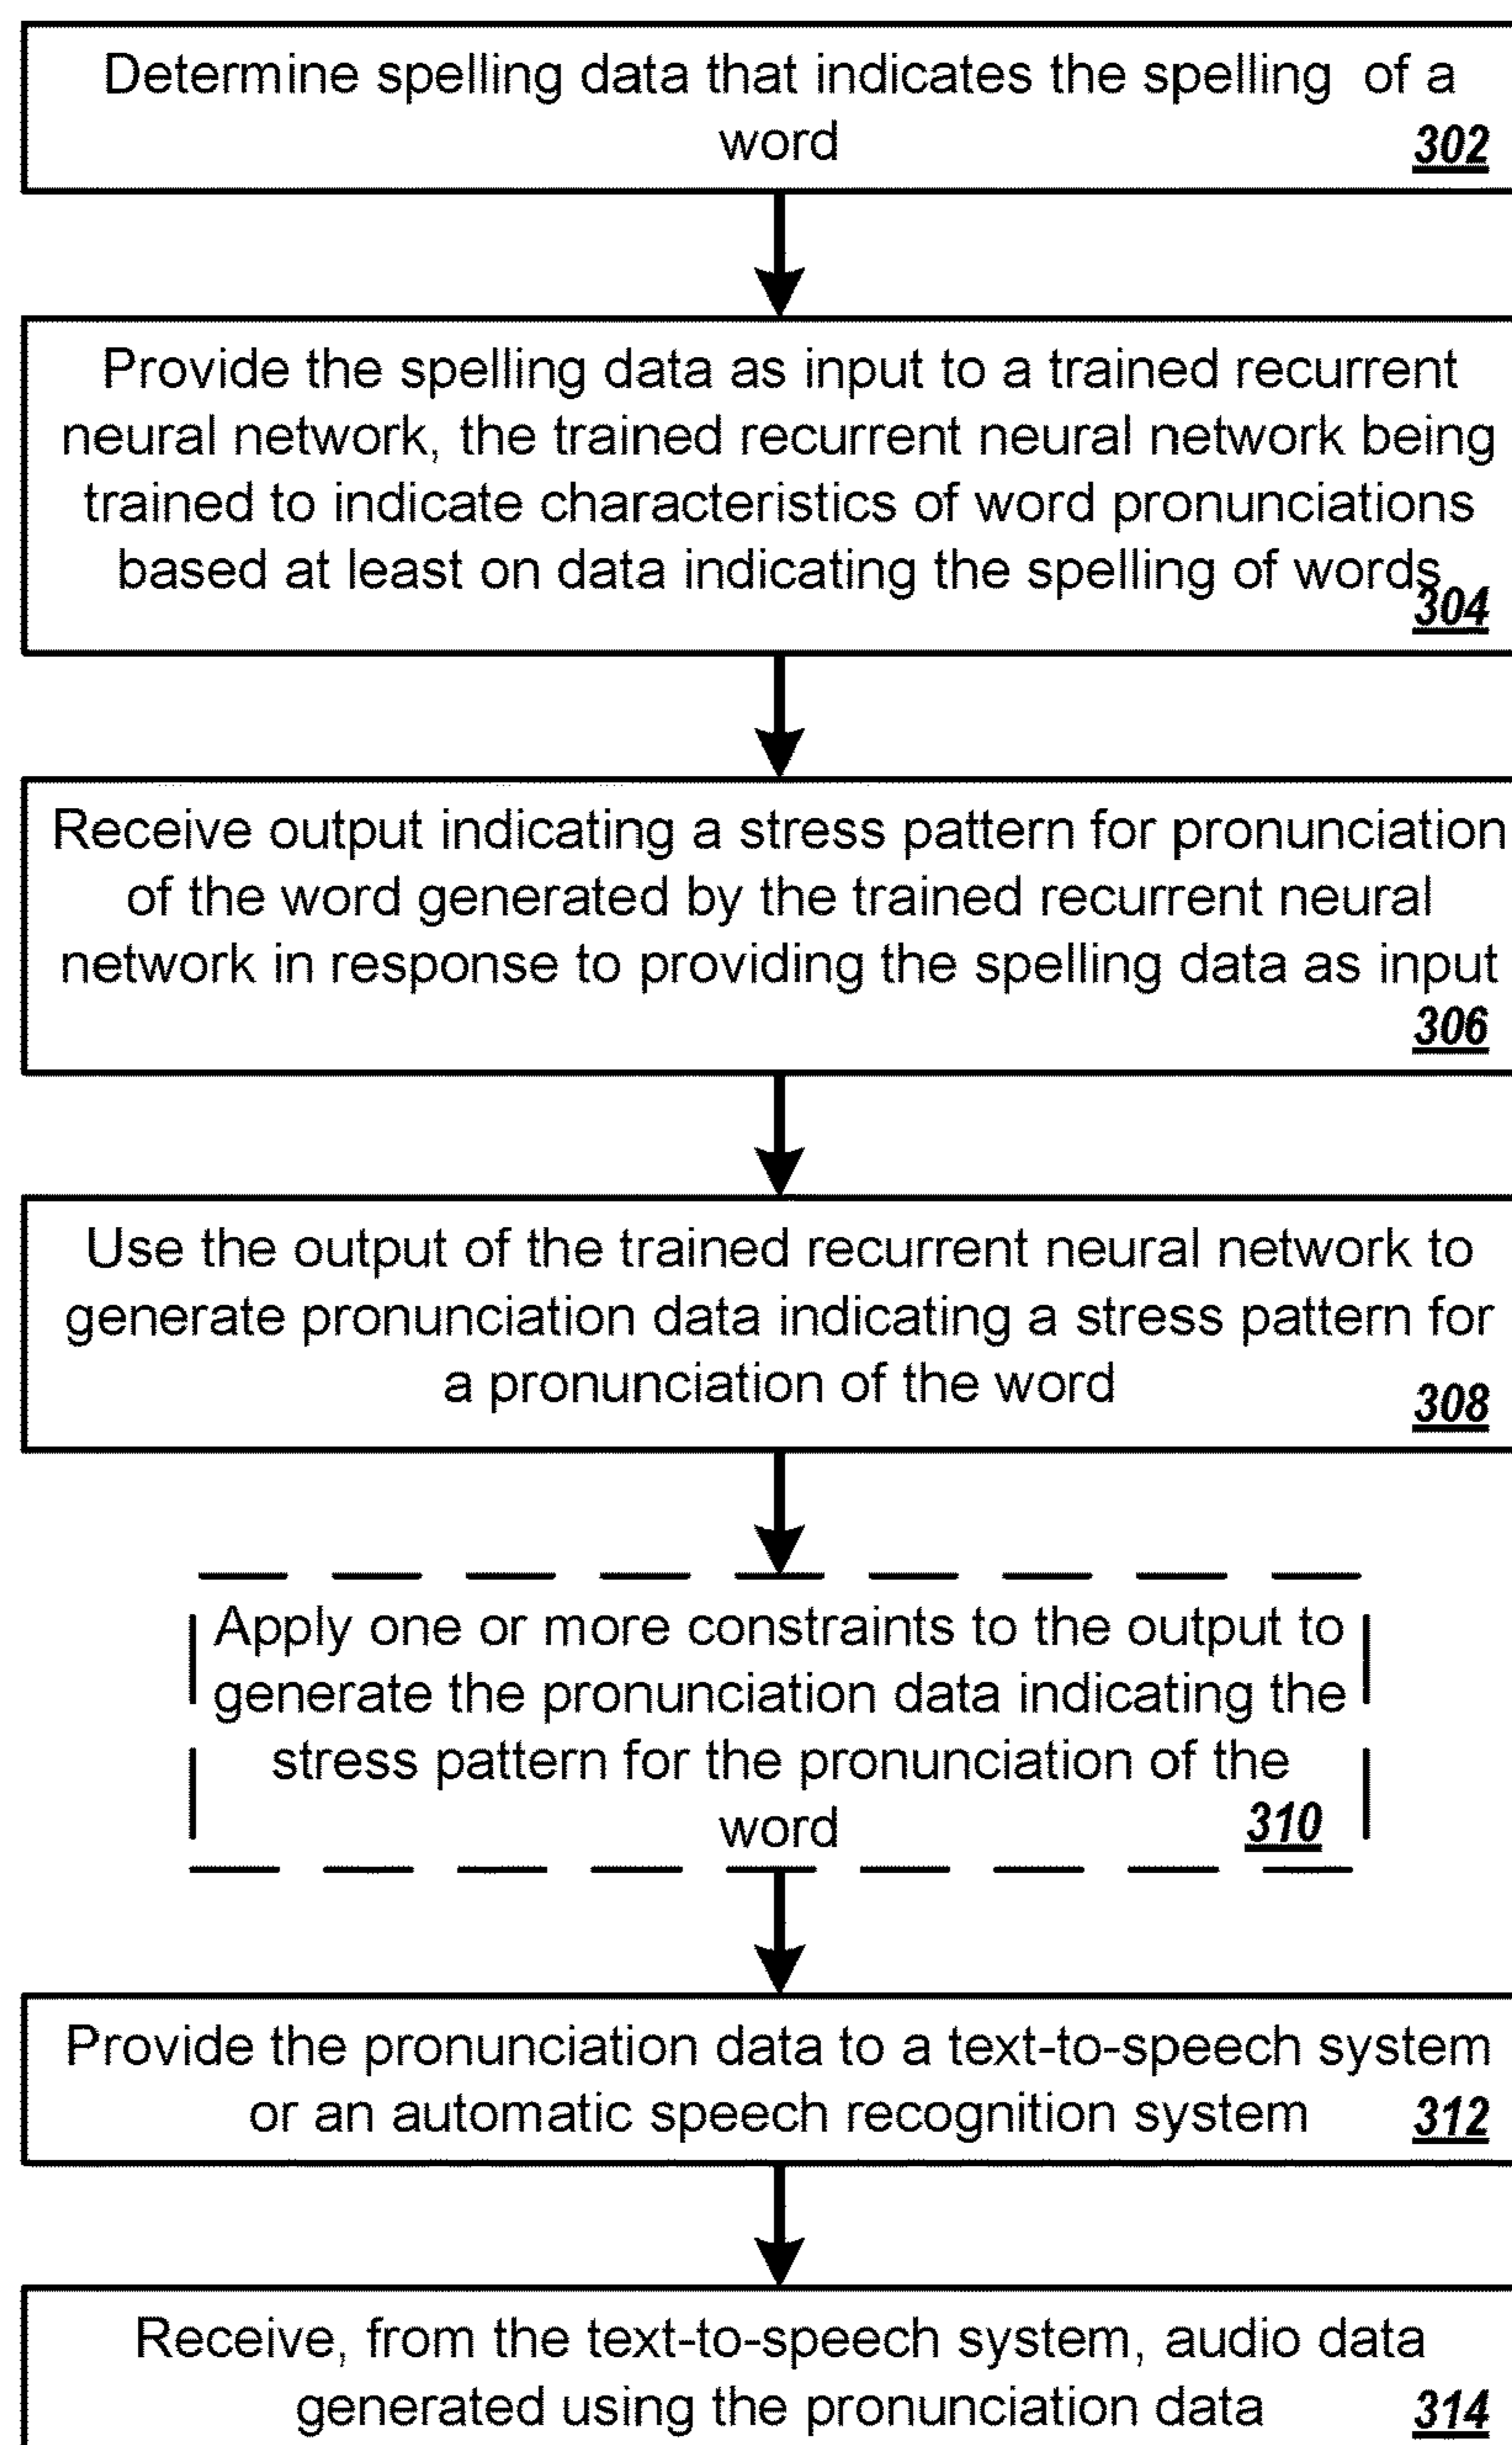 Determine spelling data that indicates the spelling of a
word
302
Provide the spelling data as input to a trained recurrent
neural network, the trained recurrent neural network being
trained to indicate characteristics of word pronunciations
based at least on data indicating the spelling of words
304
Receive output indicating a stress pattern for pronunciation
of the word generated by the trained recurrent neural
network in response to providing the spelling data as input
306
Use the output of the trained recurrent neural network to
generate pronunciation data indicating a stress pattern for
a pronunciation of the word
308
Apply one or more constraints to the output to
generate the pronunciation data indicating the
stress pattern for the pronunciation of the
word
310
Provide the pronunciation data to a text-to-speech system
or an automatic speech recognition system
312
Receive, from the text-to-speech system, audio data
generated using the pronunciation data
314